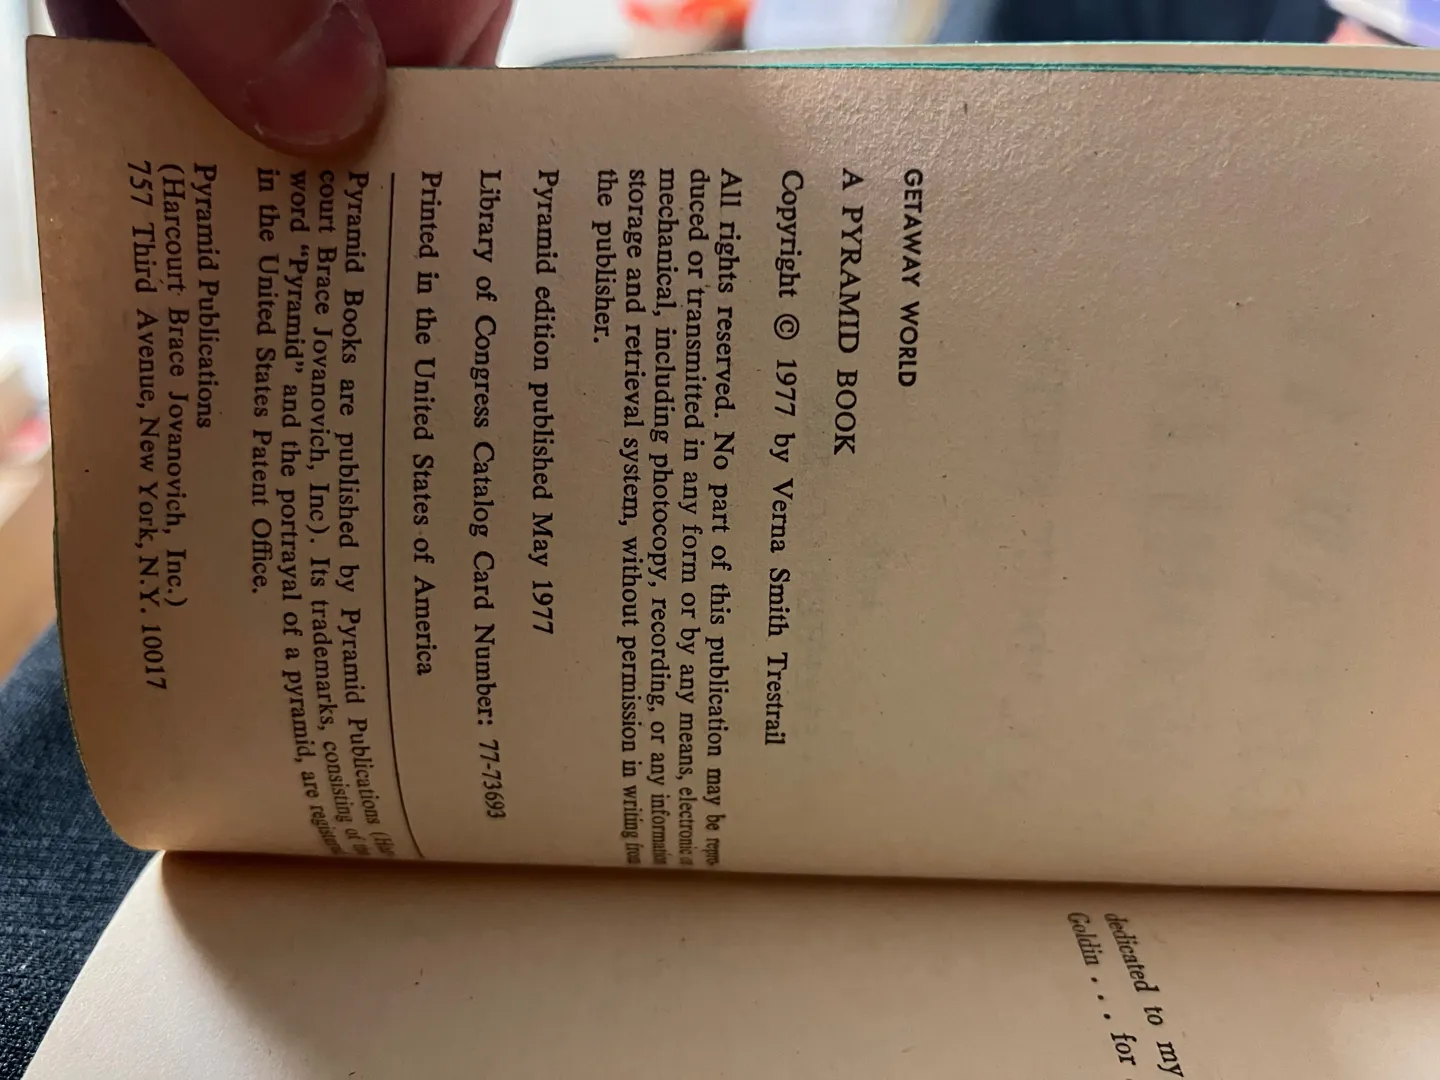 GETAWAY WORLD
A PYRAMID BOOK
Copyright © 1977 by Verna Smith Trestrail
All rights reserved. No part of this publication may be repro-
duced or transmitted in any form or by any means, electronic or
mechanical, including photocopy, recording, or any information
storage and retrieval system, without permission in writing from
the publisher.
Pyramid edition published May 1977
Library of Congress Catalog Card Number: 77-73693
Printed in the United States of America
Pyramid Books are published by Pyramid Publications (Har-
court Brace Jovanovich, Inc). Its trademarks, consisting of the
word "Pyramid" and the portrayal of a pyramid, are registered
in the United States Patent Office.
Pyramid Publications
(Harcourt Brace Jovanovich, Inc.)
757 Third Avenue, New York, N.Y. 10017
dedicated to my
Goldin . . . for